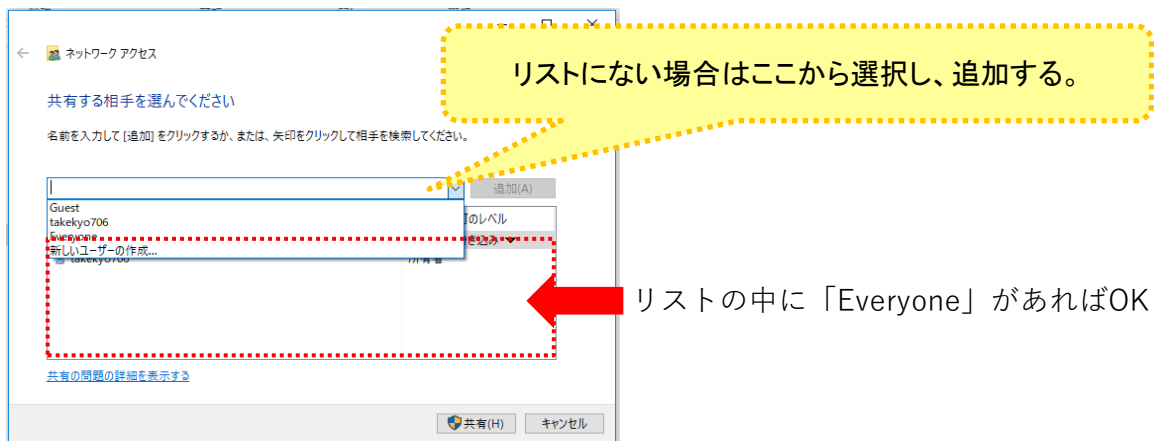 ネットワーク アクセス
リストにない場合はここから選択し、追加する。
共有する相手を選んでください
名前を入力して [追加] をクリックするか、または、矢印をクリックして相手を検索してください。
追加(A)
Guest
takekyo706
Everyone
新しいユーザーの作成...
のレベル
き込み
takekyo706
所有者
リストの中に「Everyone」があればOK
共有の問題の詳細を表示する
共有(H)
キャンセル